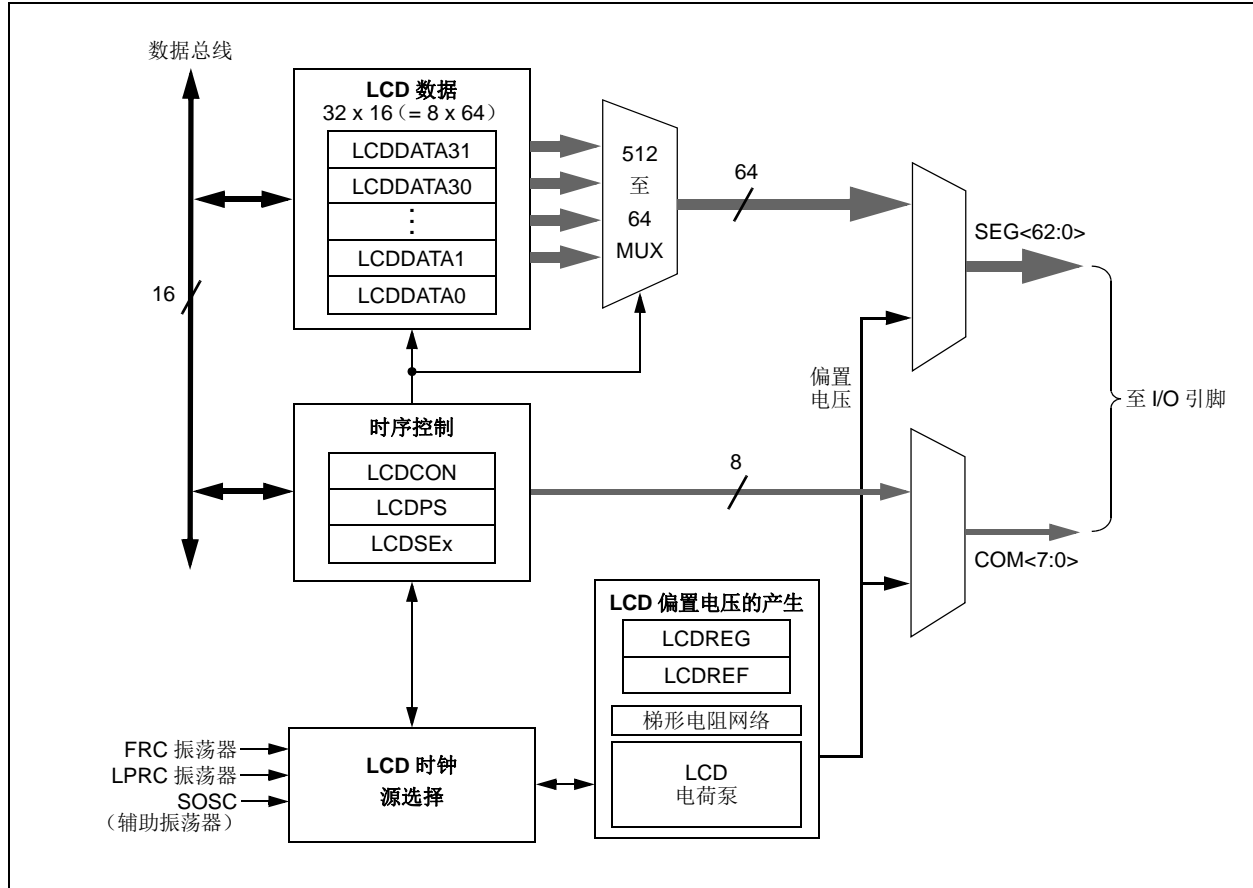 数据总线
LCD 数据
32 x 16（= 8 x 64）
LCDDATA31
LCDDATA30
⋮
LCDDATA1
LCDDATA0
512
至
64
MUX
64
SEG<62:0>
16
偏置
电压
至 I/O 引脚
时序控制
LCDCON
LCDPS
LCDSEx
8
COM<7:0>
LCD 偏置电压的产生
LCDREG
LCDREF
梯形电阻网络
LCD
电荷泵
FRC 振荡器
LPRC 振荡器
SOSC
（辅助振荡器）
LCD 时钟
源选择